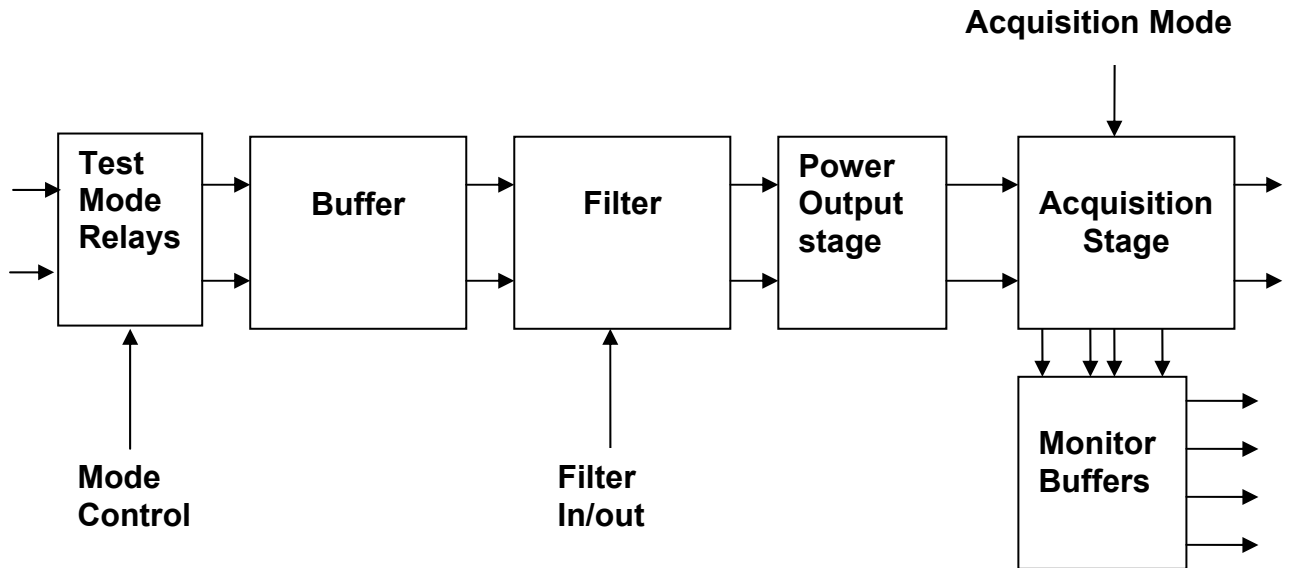 Acquisition Mode
Test
Mode
Relays
Buffer
Filter
Power
Output
stage
Acquisition
Stage
Monitor
Buffers
Mode
Control
Filter
In/out